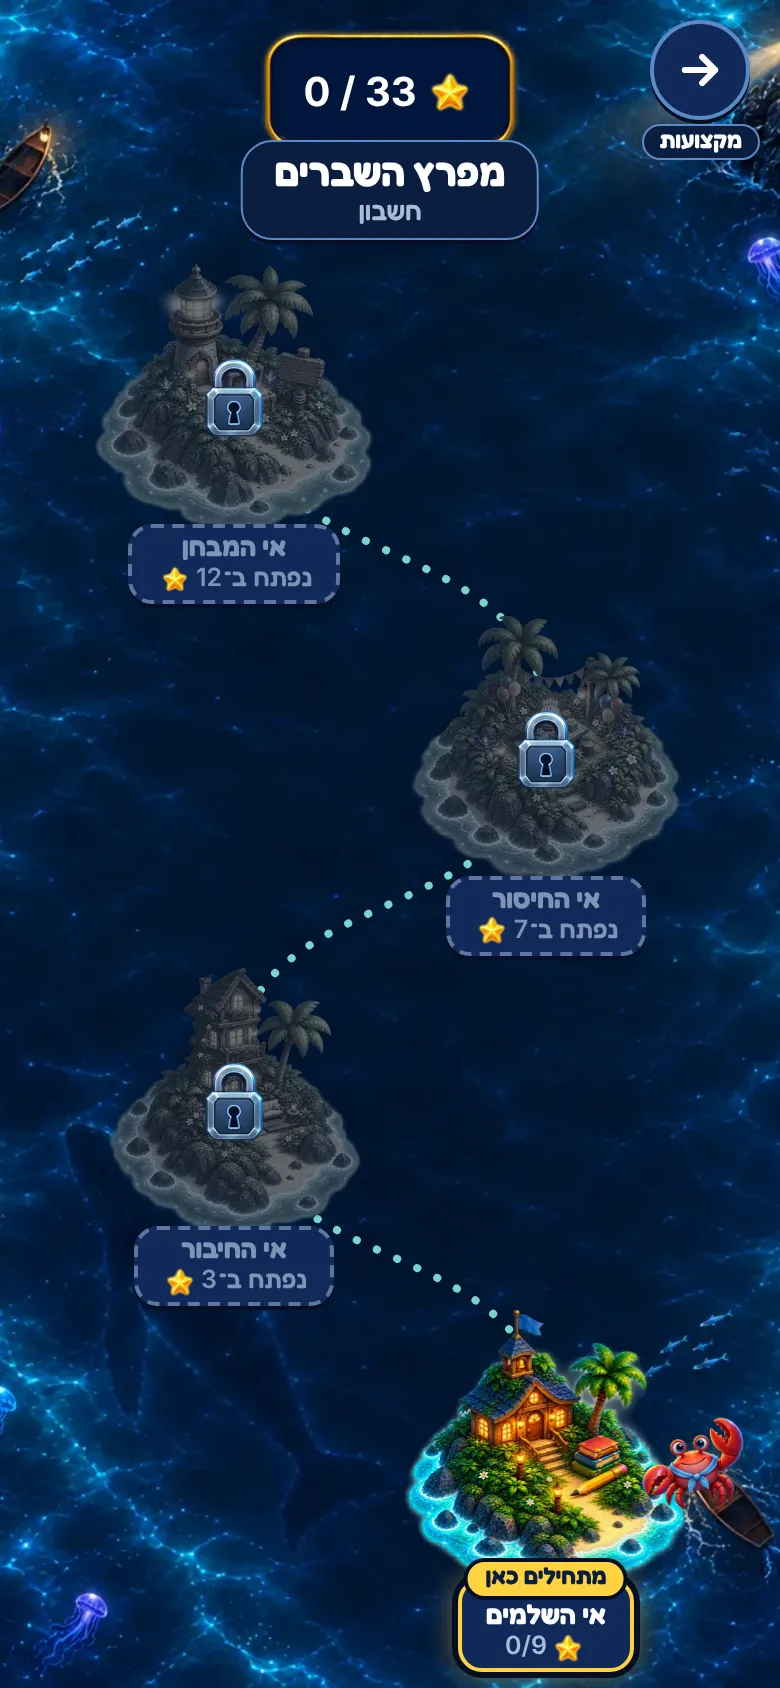 0 / 33
מקצועות
מפרץ השברים
חשבון
אי המבחן
נפתח ב־12
אי החיסור
נפתח ב־7
אי החיבור
נפתח ב־3
מתחילים כאן
אי השלמים
0/9